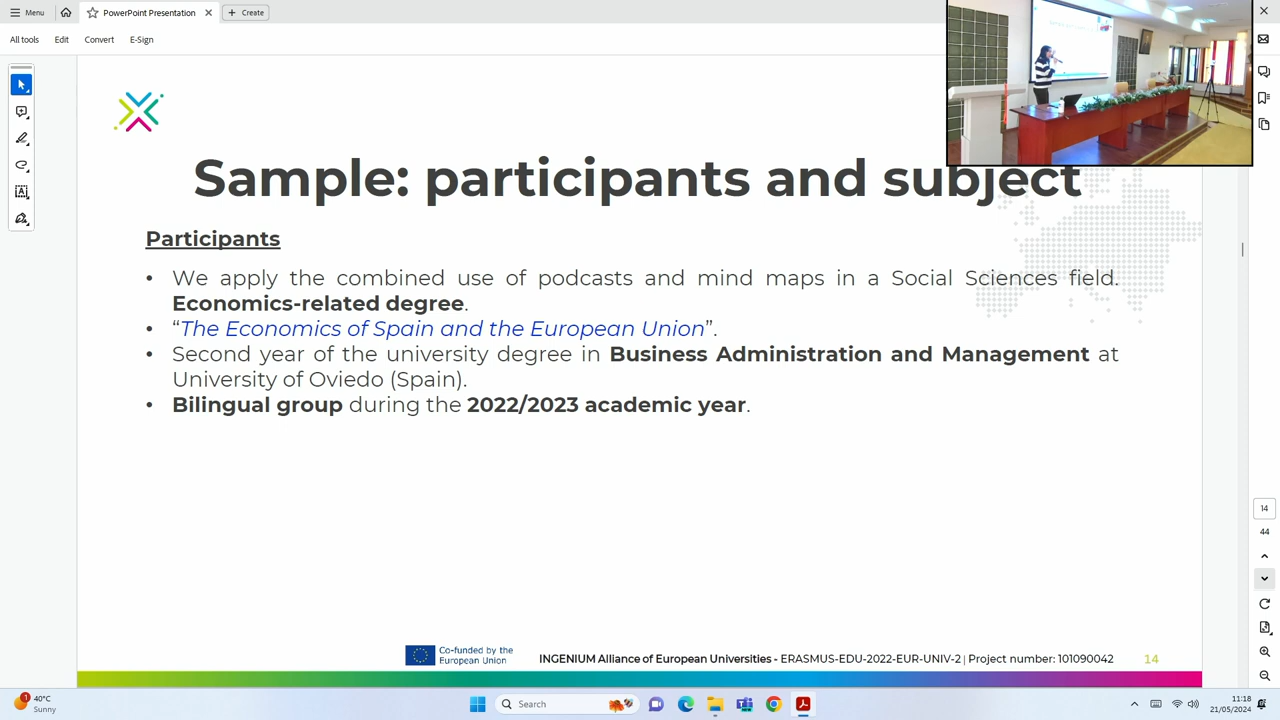 Menu
PowerPoint Presentation
Create
All tools Edit Convert E-Sign
Sample: participants and subject
Participants
• We apply the combined use of podcasts and mind maps in a Social Sciences field.
Economics-related degree.
• “The Economics of Spain and the European Union”.
• Second year of the university degree in Business Administration and Management at
University of Oviedo (Spain).
• Bilingual group during the 2022/2023 academic year.
14
44
Co-funded by the
European Union
INGENIUM Alliance of European Universities - ERASMUS-EDU-2022-EUR-UNIV-2 | Project number: 101090042
14
1
40°C
Sunny
Search
11:18
21/05/2024